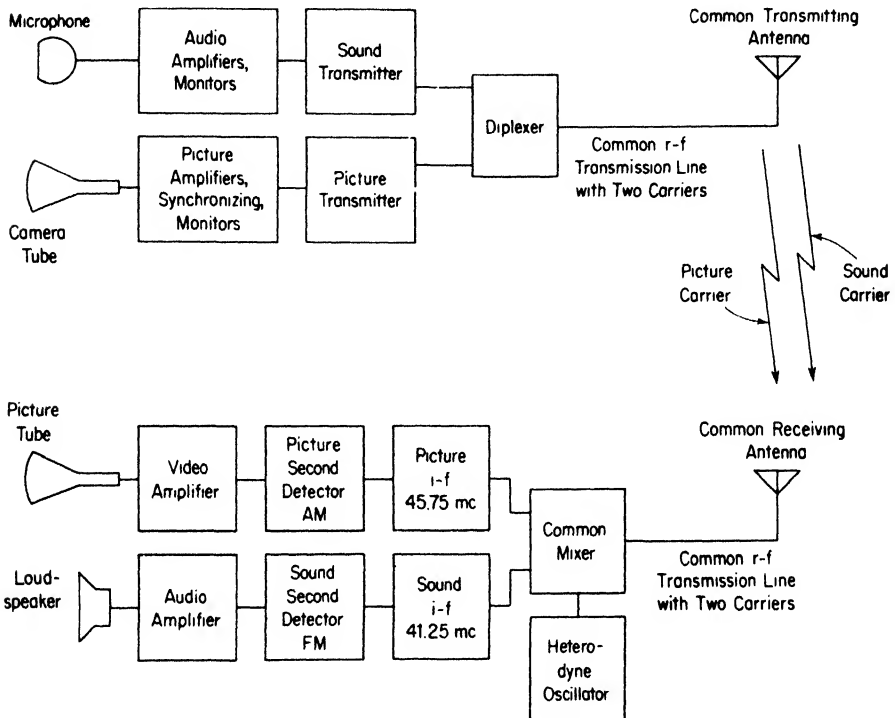 Microphone
Audio
Amplifiers,
Monitors
Sound
Transmitter
Common Transmitting
Antenna
Diplexer
Common r-f
Transmission Line
with Two Carriers
Picture
Amplifiers,
Synchronizing,
Monitors
Picture
Transmitter
Camera
Tube
Picture
Carrier
Sound
Carrier
Picture
Tube
Video
Amplifier
Picture
Second
Detector
AM
Picture
i-f
45.75 mc
Common
Mixer
Common Receiving
Antenna
Common r-f
Transmission Line
with Two Carriers
Loud-
speaker
Audio
Amplifier
Sound
Second
Detector
FM
Sound
i-f
41.25 mc
Hetero-
dyne
Oscillator